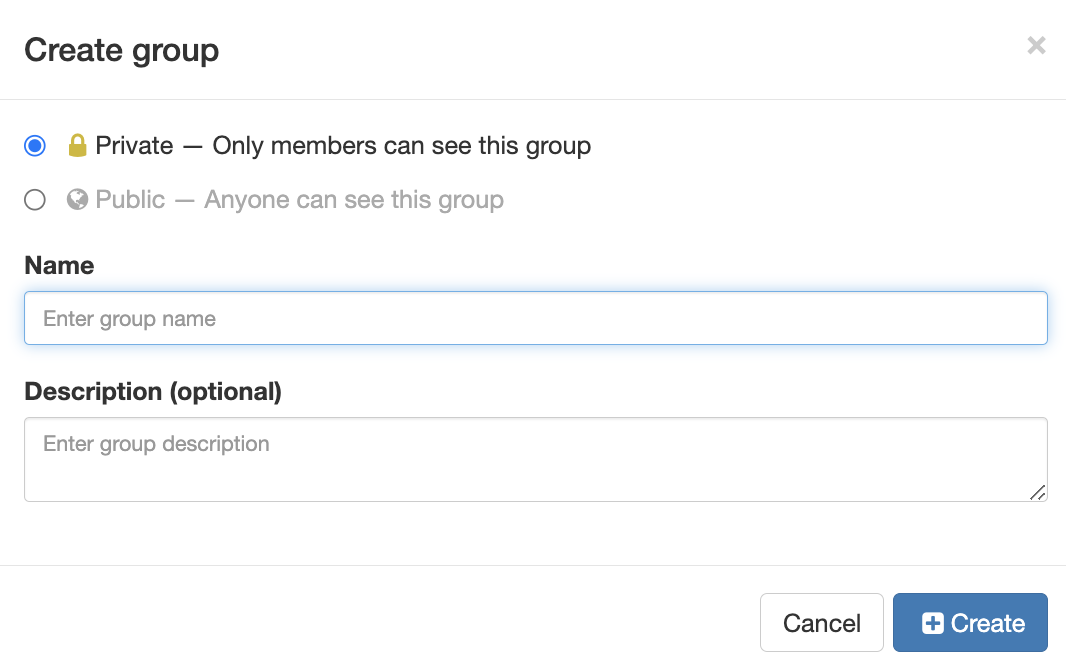 Create group
×
Private — Only members can see this group
Public — Anyone can see this group
Name
Enter group name
Description (optional)
Enter group description
Cancel
Create